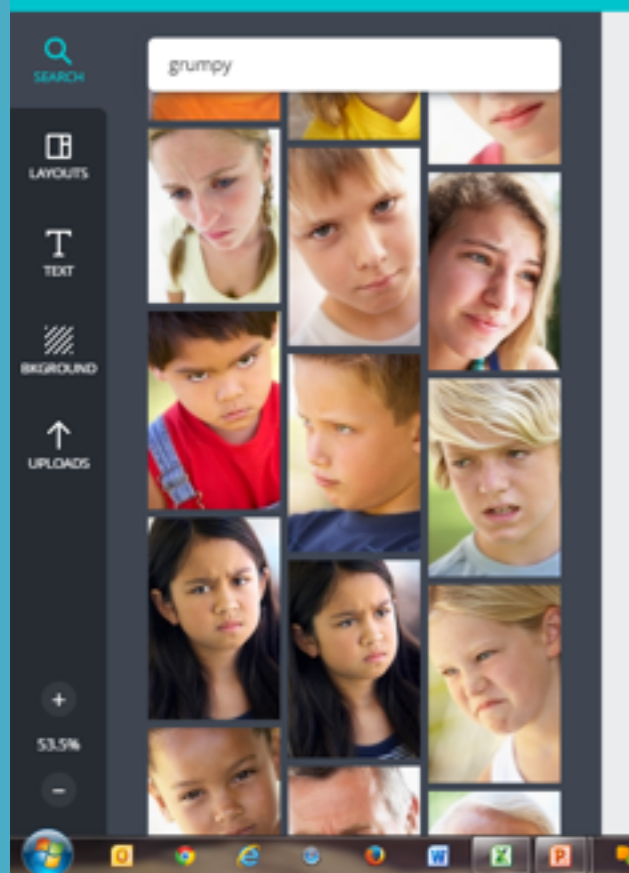 SEARCH
grumpy
LAYOUTS
TEXT
BKGROUND
UPLOADS
53.5%